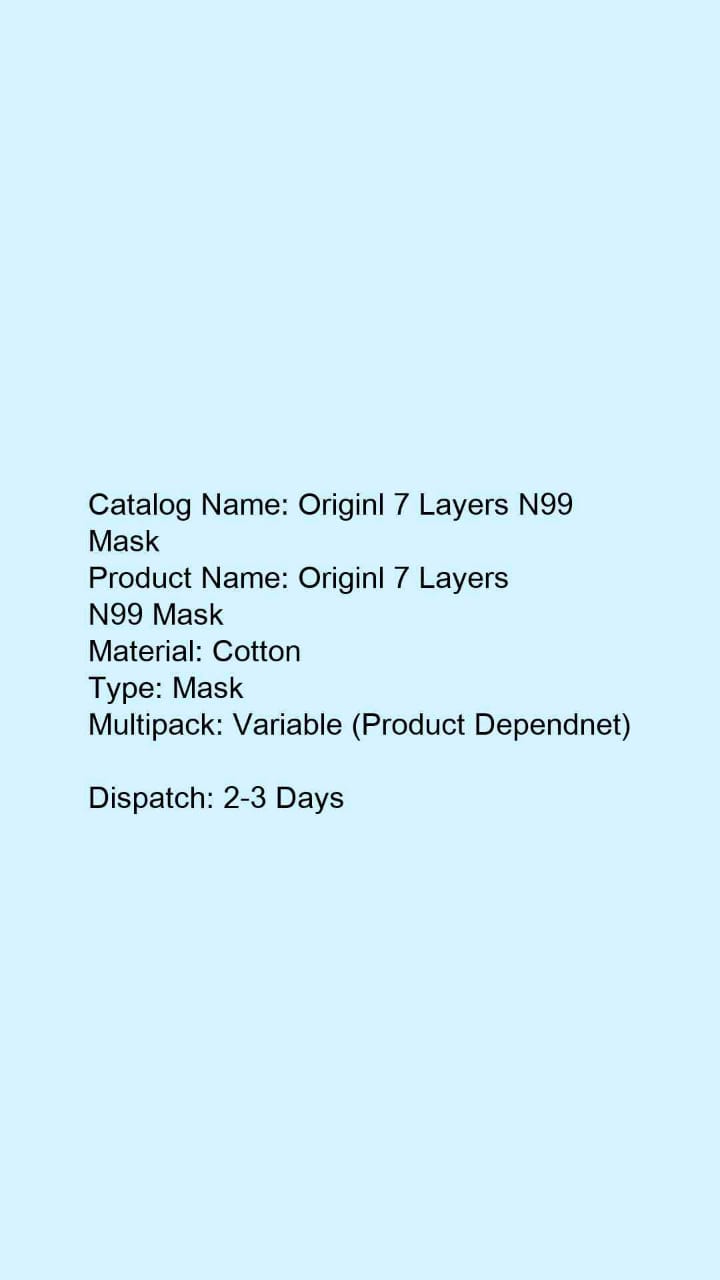 Catalog Name: Originl 7 Layers N99
Mask
Product Name: Originl 7 Layers
N99 Mask
Material: Cotton
Type: Mask
Multipack: Variable (Product Dependnet)
Dispatch: 2-3 Days